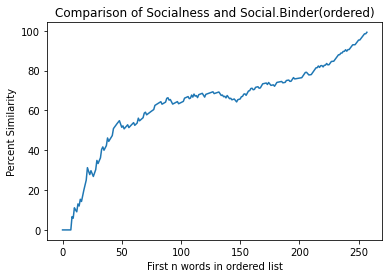 Comparison of Socialness and Social.Binder(ordered)
Percent Similarity
100
80
60
40
20
0
0 50 100 150 200 250
First n words in ordered list